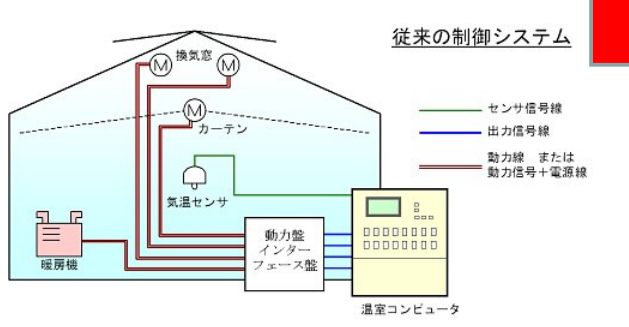 従来の制御システム
換気窓
M
M
M
カーテン
センサ信号線
出力信号線
動力線 または
動力信号+電源線
気温センサ
動力盤
インター
フェース盤
暖房機
温室コンピュータ